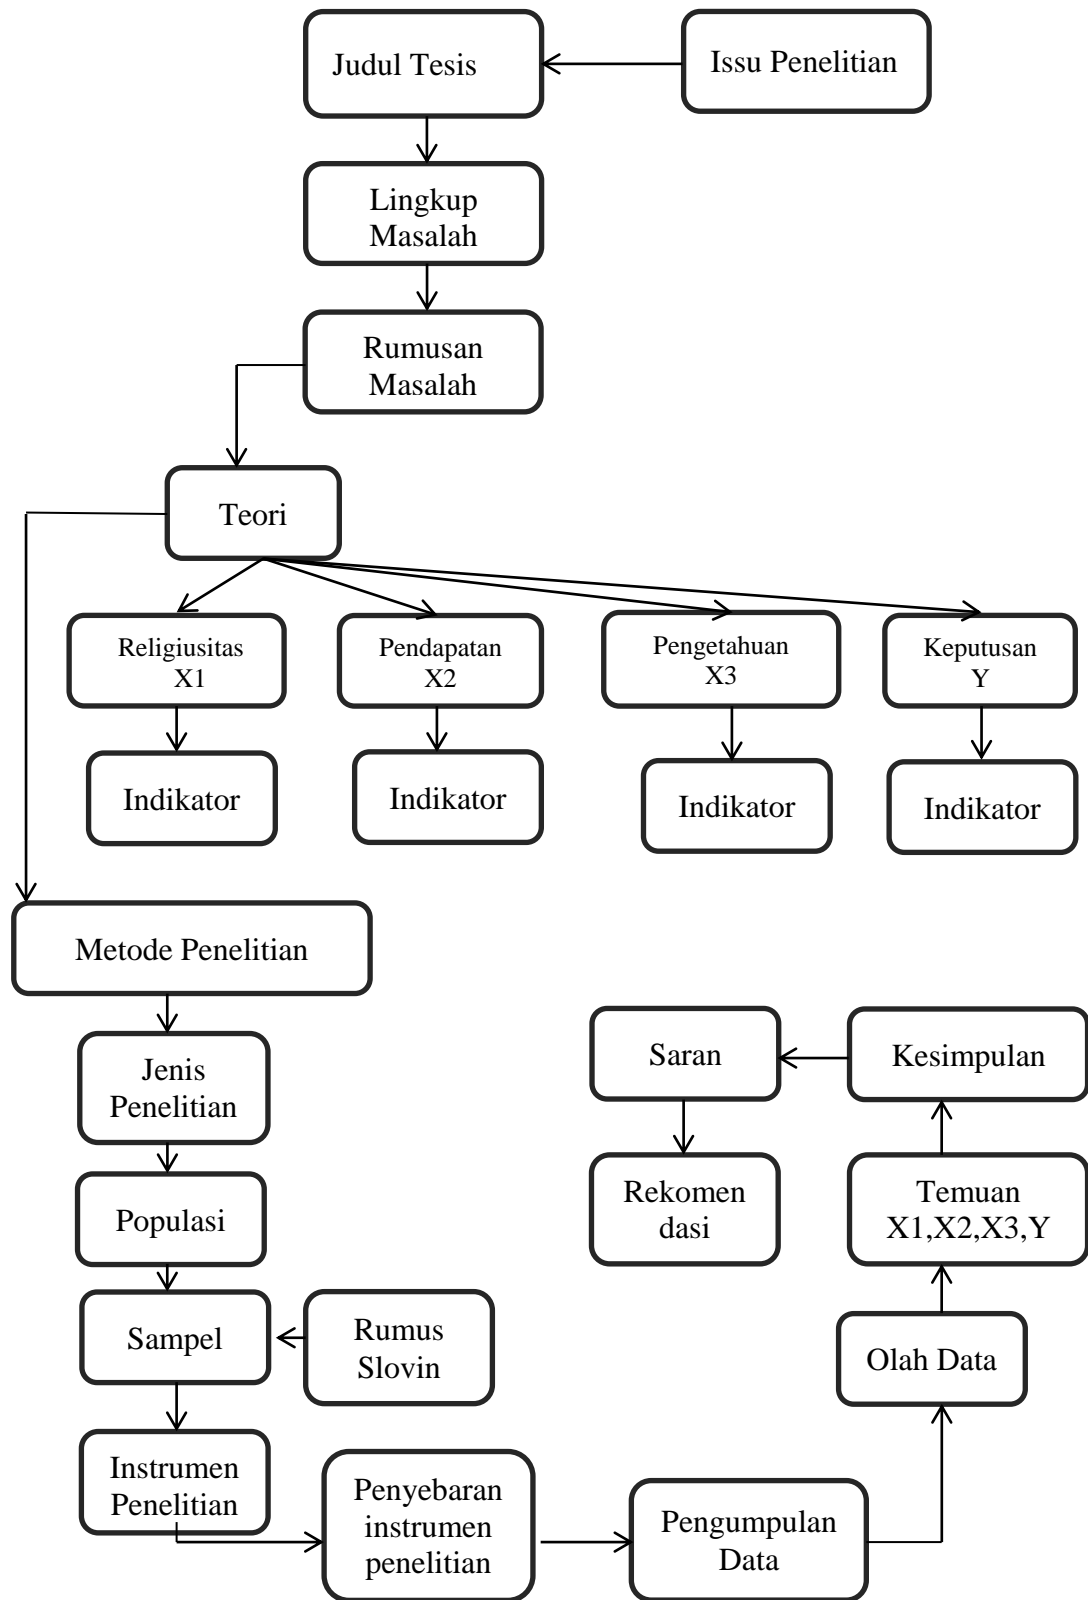 Judul Tesis
Issu Penelitian
Lingkup
Masalah
Rumusan
Masalah
Teori
Religiusitas
X1
Pendapatan
X2
Pengetahuan
X3
Keputusan
Y
Indikator
Indikator
Indikator
Indikator
Metode Penelitian
Jenis
Penelitian
Saran
Kesimpulan
Populasi
Rekomen
dasi
Temuan
X1,X2,X3,Y
Sampel
Rumus
Slovin
Olah Data
Instrumen
Penelitian
Penyebaran
instrumen
penelitian
Pengumpulan
Data